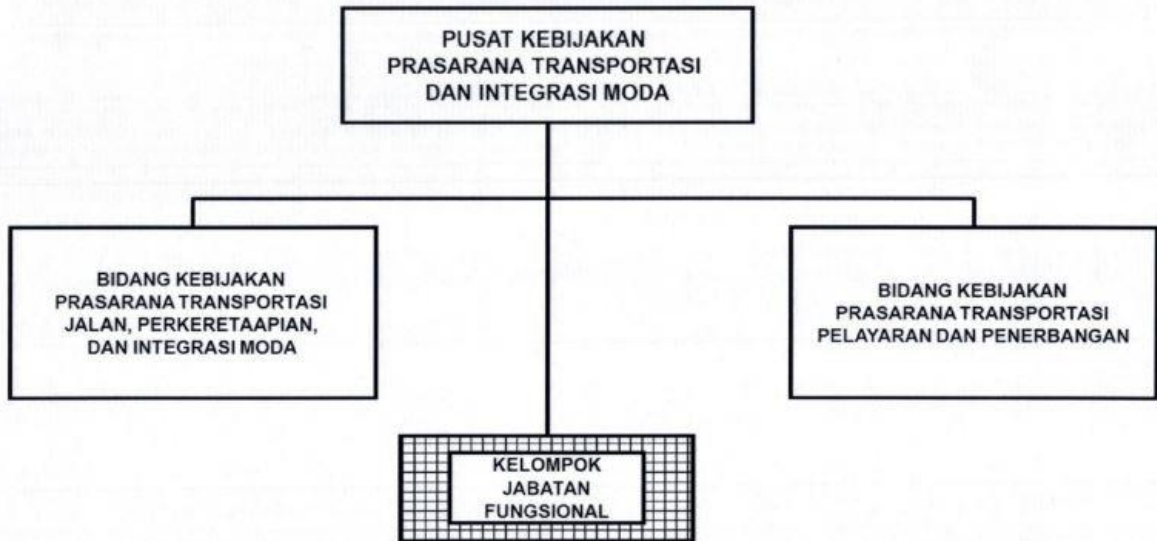 PUSAT KEBIJAKAN
PRASARANA TRANSPORTASI
DAN INTEGRASI MODA
BIDANG KEBIJAKAN
PRASARANA TRANSPORTASI
JALAN, PERKERETAAPIAN,
DAN INTEGRASI MODA
BIDANG KEBIJAKAN
PRASARANA TRANSPORTASI
PELAYARAN DAN PENERBANGAN
KELOMPOK
JABATAN
FUNGSIONAL